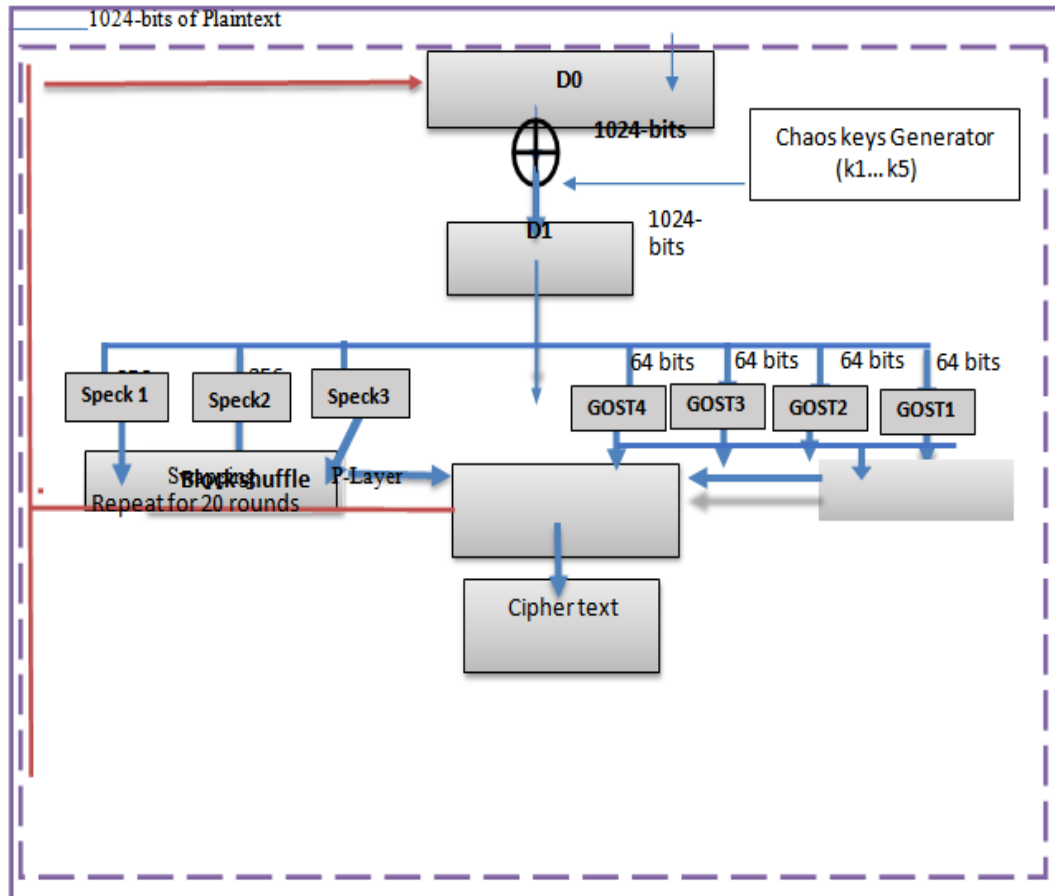 1024-bits of Plaintext
D0
1024-bits
Chaos keys Generator
(k1... k5)
D1
1024-
bits
64 bits
64 bits
64 bits
64 bits
Speck 1
Speck2
Speck3
GOST4
GOST3
GOST2
GOST1
Swapping
Block shuffle
P-Layer
Repeat for 20 rounds
Cipher text